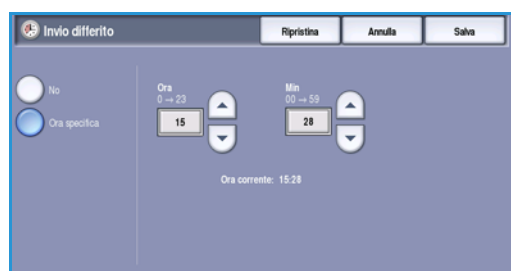 Invio differito
Ripristina
Annulla
Salva
No
Ora specifica
Ora
0 → 23
15
Min
00 → 59
28
Ora corrente: 15:28